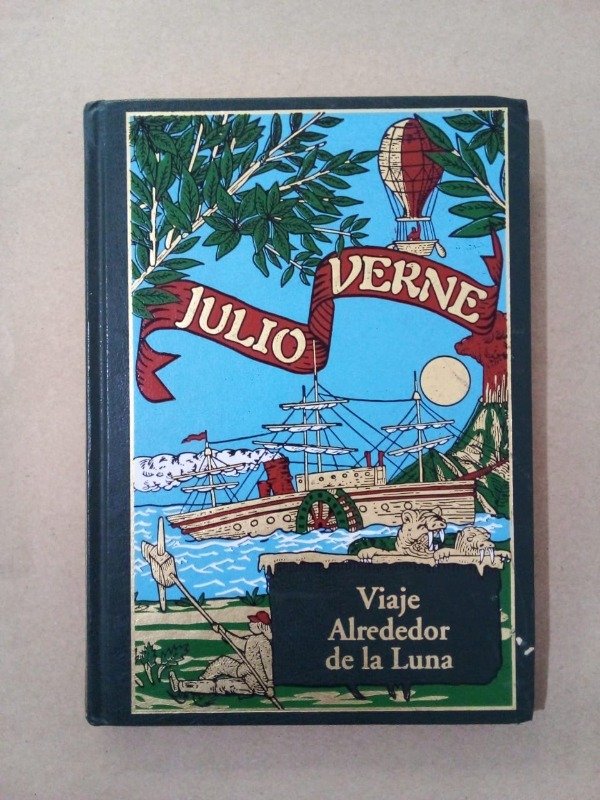 JULIO VERNE
Viaje
Alrededor
de la Luna